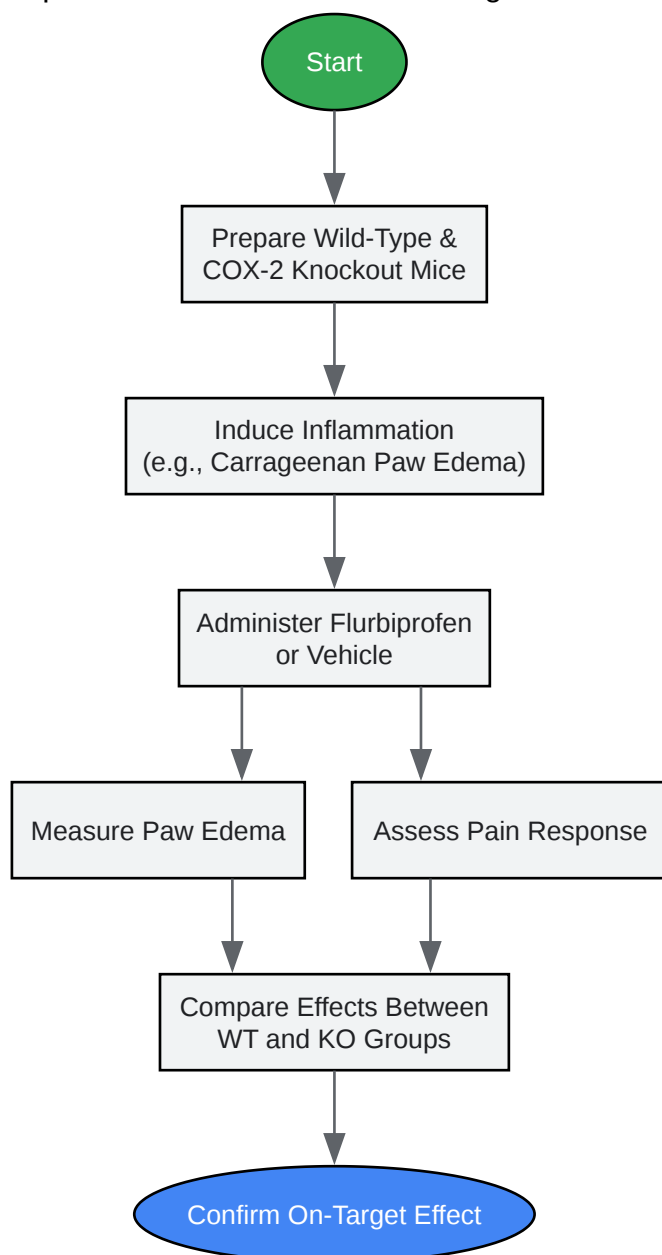 Start
Prepare Wild-Type &
COX-2 Knockout Mice
Induce Inflammation
(e.g., Carrageenan Paw Edema)
Administer Flurbiprofen
or Vehicle
Measure Paw Edema
Assess Pain Response
Compare Effects Between
WT and KO Groups
Confirm On-Target Effect